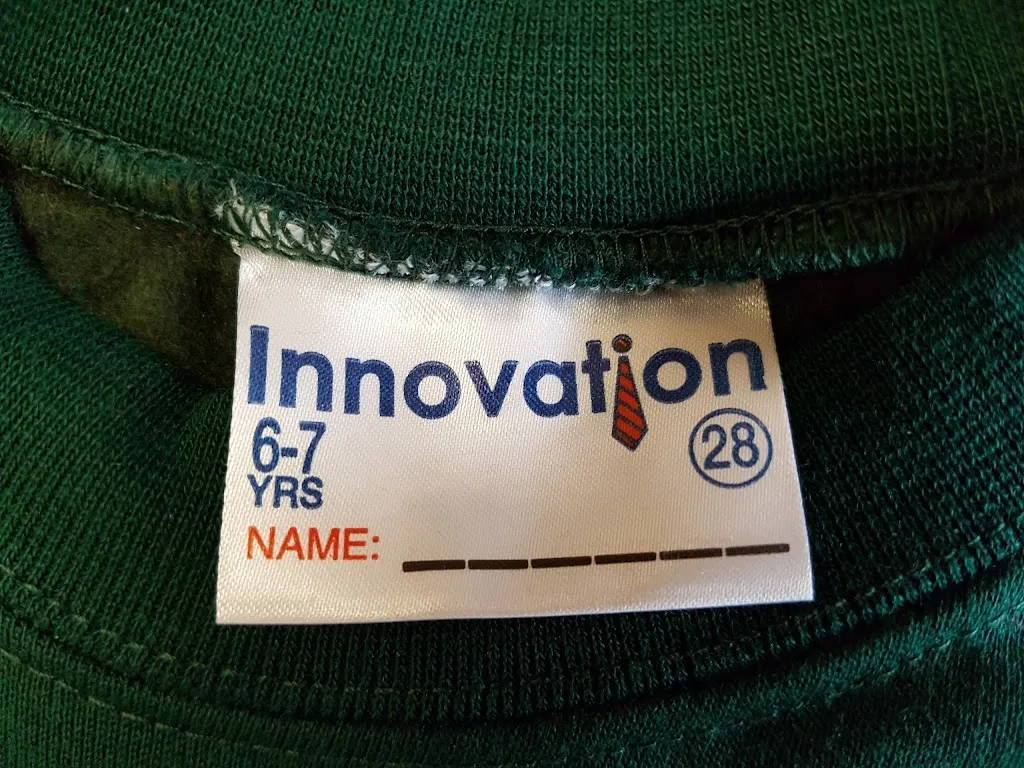 Innovation
6-7 28
YRS
NAME: